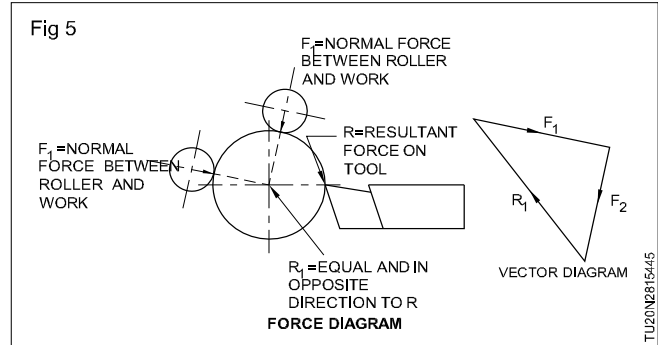 Fig 5
F₁=NORMAL FORCE
BETWEEN ROLLER
AND WORK
F₁=NORMAL
FORCE BETWEEN
ROLLER AND
WORK
R=RESULTANT
FORCE ON
TOOL
R₁=EQUAL AND IN
OPPOSITE
DIRECTION TO R
FORCE DIAGRAM
F₁
F₂
R₁
VECTOR DIAGRAM
TU20N2815445